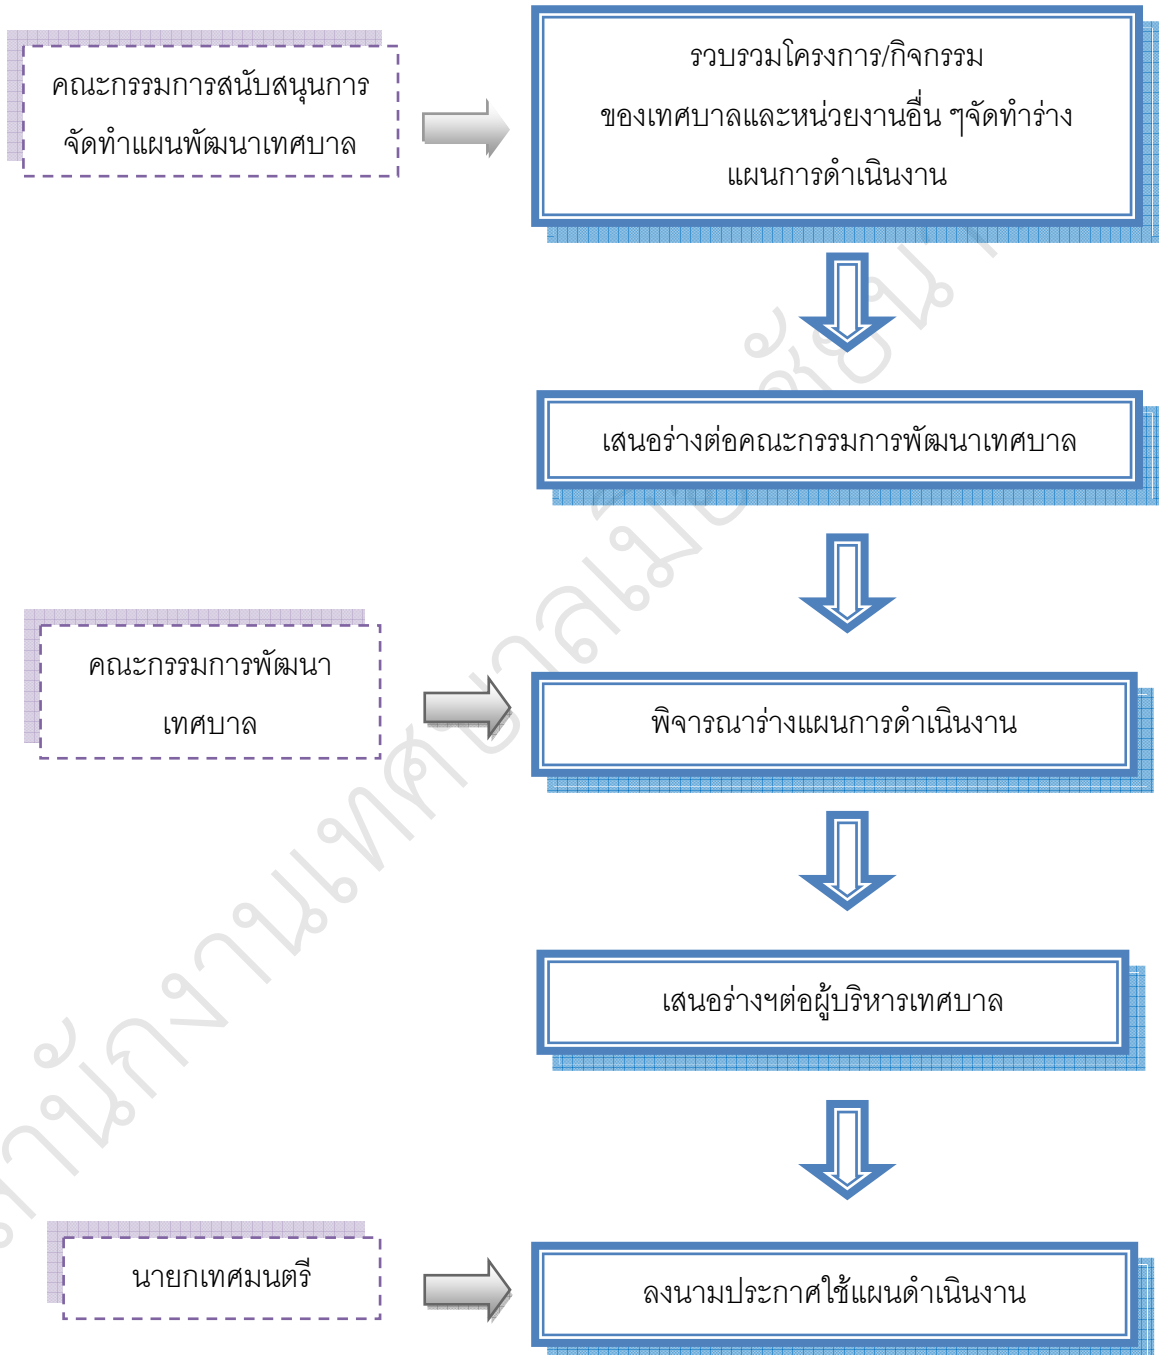 คณะกรรมการสนับสนุนการ
จัดทำแผนพัฒนาเทศบาล
รวบรวมโครงการ/กิจกรรม
ของเทศบาลและหน่วยงานอื่น ๆจัดทำร่าง
แผนการดำเนินงาน
เสนอร่างต่อคณะกรรมการพัฒนาเทศบาล
คณะกรรมการพัฒนา
เทศบาล
พิจารณาร่างแผนการดำเนินงาน
เสนอร่างฯต่อผู้บริหารเทศบาล
นายกเทศมนตรี
ลงนามประกาศใช้แผนดำเนินงาน